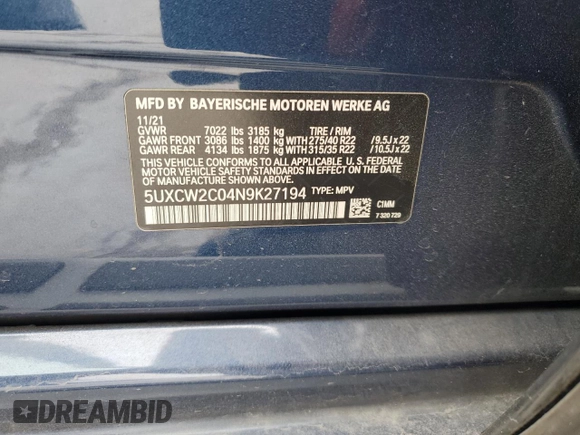 MFD BY BAYERISCHE MOTOREN WERKE AG
11/21
GVWR 7022 lbs 3185 kg TIRE / RIM
GAWR FRONT 3086 lbs 1400 kg WITH 275/40 R22 / 9.5J x 22
GAWR REAR 4134 lbs 1875 kg WITH 315/35 R22 / 10.5J x 22
THIS VEHICLE CONFORMS TO ALL APPLICABLE U. S. FEDERAL
MOTOR VEHICLE SAFETY STANDARDS IN EFFECT ON THE DATE
OF MANUFACTURE SHOWN ABOVE.
5UXCW2C04N9K27194 TYPE: MPV
C1MM
7 320 720
DREAMBID